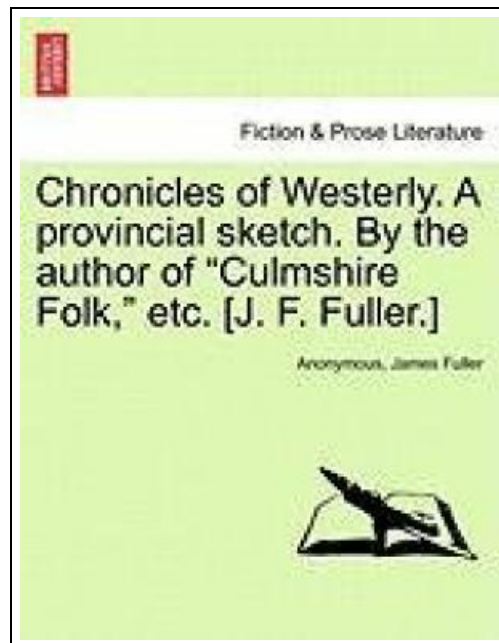 Fiction & Prose Literature
Chronicles of Westerly. A
provincial sketch. By the
author of "Culmshire
Folk," etc. [J. F. Fuller.]
Anonymous, James Fuller